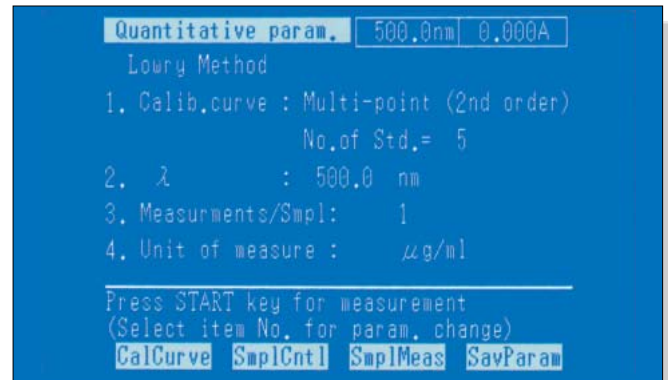 Quantitative param. 500.0nm 0.000A
Lowry Method
1. Calib.curve : Multi-point (2nd order)
No.of Std.= 5
2. λ : 500.0 nm
3. Measurments/Smpl: 1
4. Unit of measure : μg/ml
Press START key for measurement
(Select item No. for param. change)
CalCurve SmplCntl SmplMeas SavParam